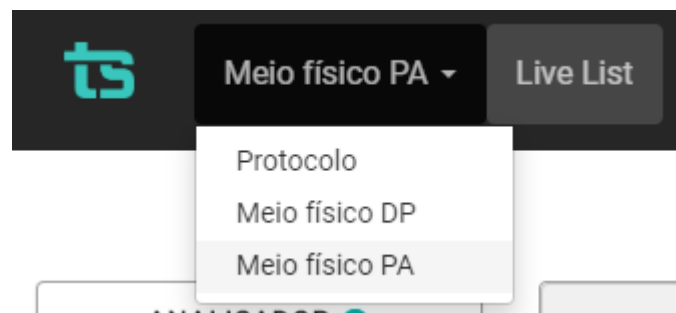 ts
Meio físico PA
Live List
Protocolo
Meio físico DP
Meio físico PA